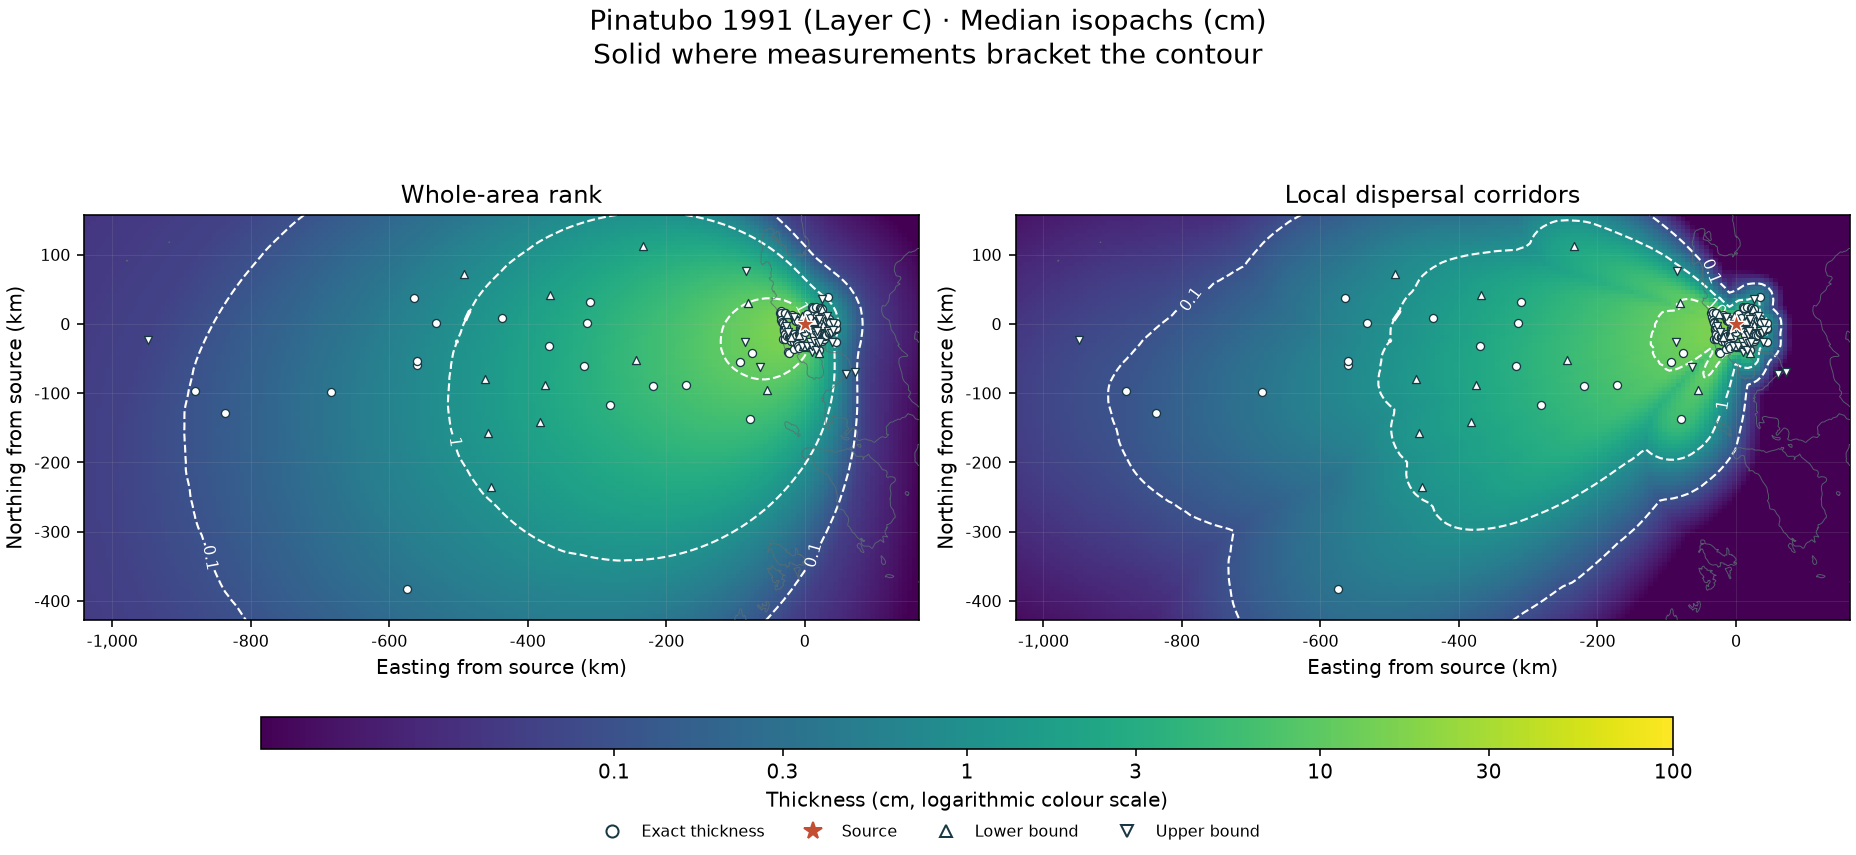 Pinatubo 1991 (Layer C) · Median isopachs (cm)
Solid where measurements bracket the contour
Whole-area rank
Northing from source (km)
100
0
-100
-200
-300
-400
0.1
1
0.1
-1,000
-800
-600
-400
-200
0
Easting from source (km)
Local dispersal corridors
Northing from source (km)
100
0
-100
-200
-300
-400
0.1
0.1
1
-1,000
-800
-600
-400
-200
0
Easting from source (km)
0.1
0.3
1
3
10
30
100
Thickness (cm, logarithmic colour scale)
Exact thickness
Source
Lower bound
Upper bound